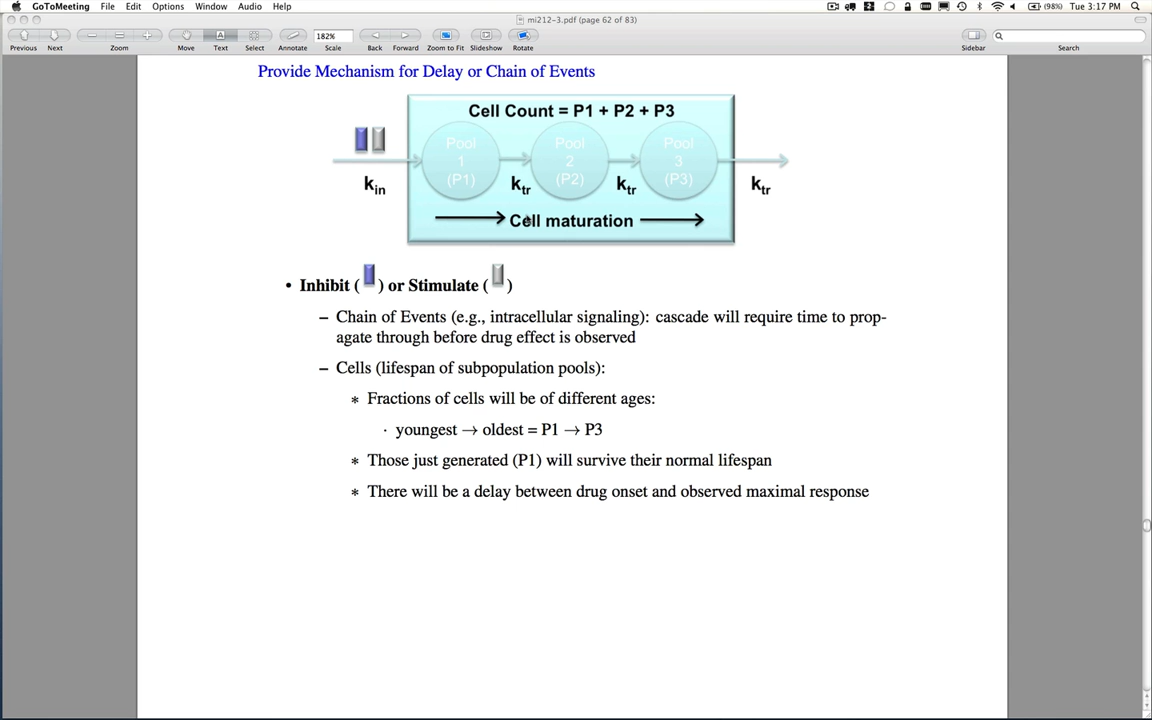 GoToMeeting File Edit Options Window Audio Help (98%) Tue 3:17 PM
mi212-3.pdf (page 62 of 83)
182%
Previous Next Zoom Move Text Select Annotate Scale Back Forward Zoom to Fit Slideshow Rotate Sidebar Search
Provide Mechanism for Delay or Chain of Events
Cell Count = P1 + P2 + P3
Pool Pool Pool
1 2 3
(P1) (P2) (P3)
kin ktr ktr ktr
Cell maturation
• Inhibit ( ) or Stimulate ( )
– Chain of Events (e.g., intracellular signaling): cascade will require time to prop-
agate through before drug effect is observed
– Cells (lifespan of subpopulation pools):
∗ Fractions of cells will be of different ages:
· youngest → oldest = P1 → P3
∗ Those just generated (P1) will survive their normal lifespan
∗ There will be a delay between drug onset and observed maximal response